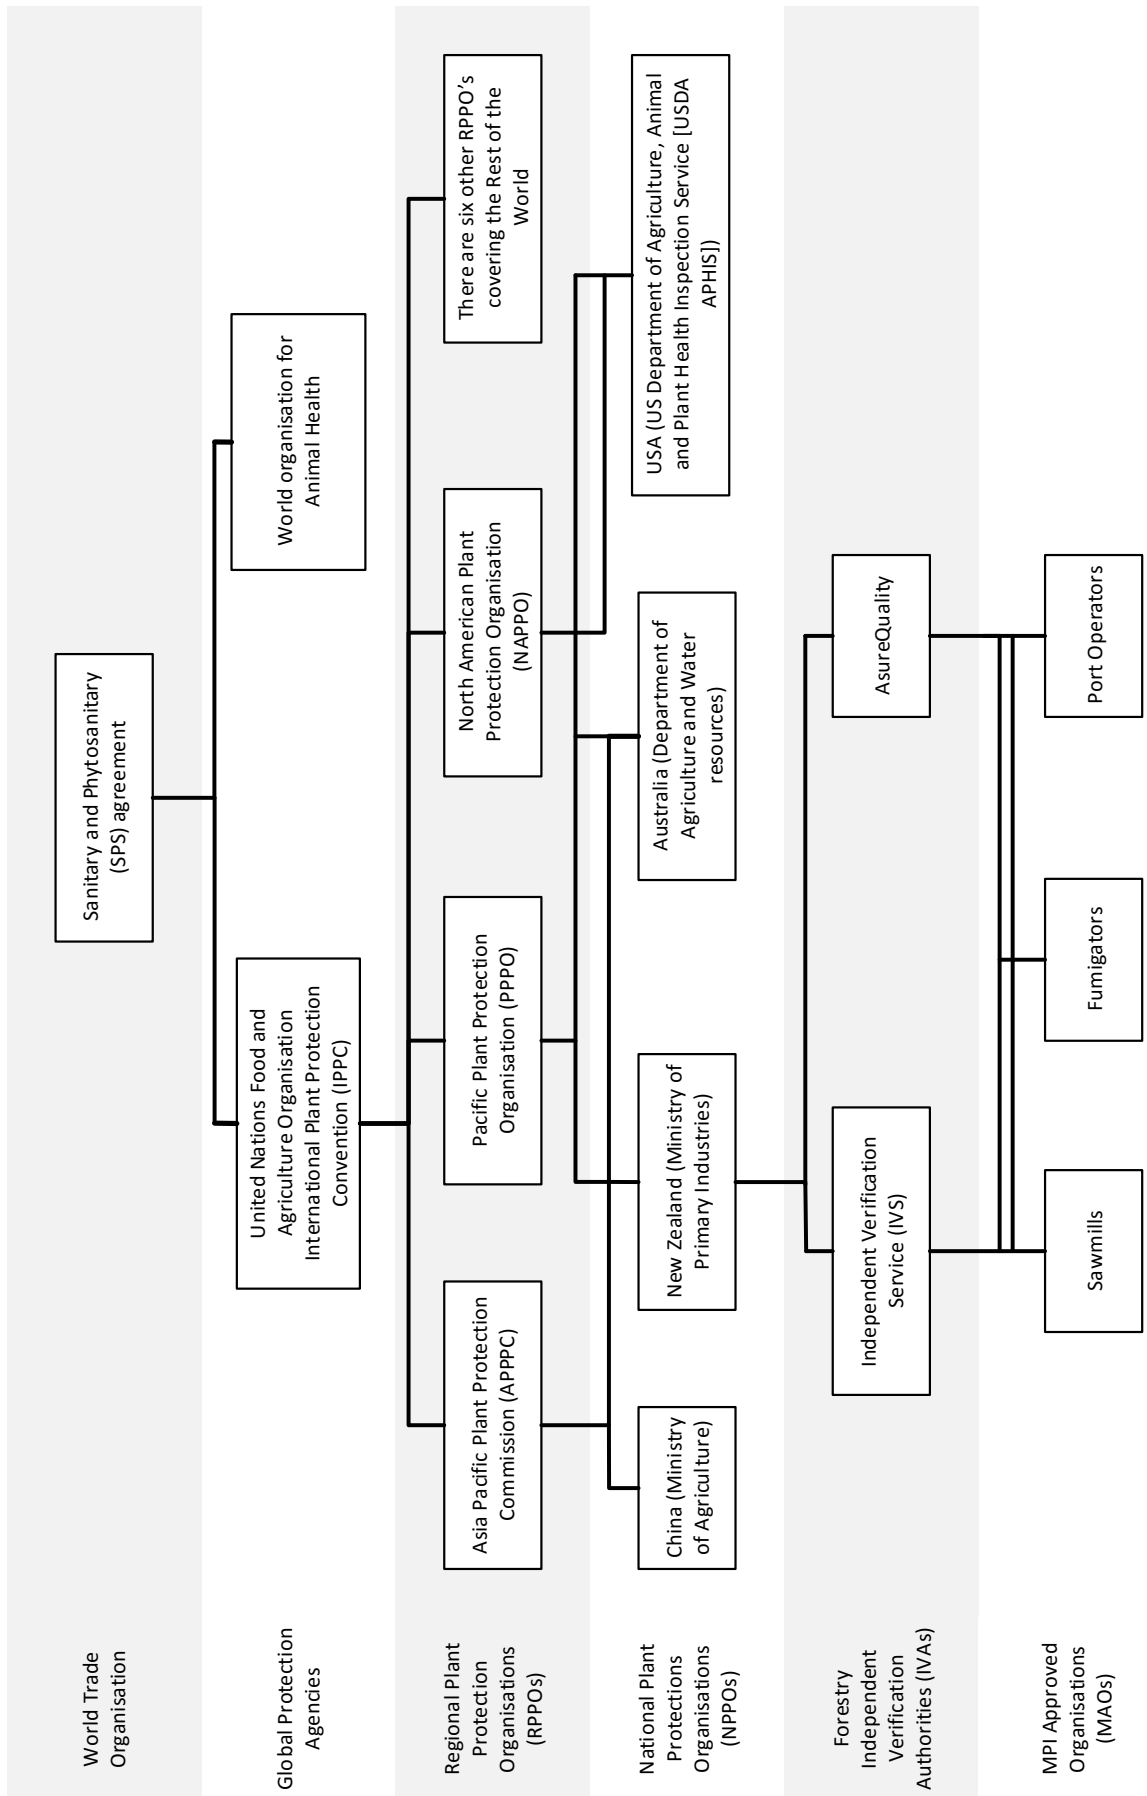 World Trade
Organisation
Sanitary and Phytosanitary
(SPS) agreement
Global Protection
Agencies
United Nations Food and
Agriculture Organisation
International Plant Protection
Convention (IPPC)
World organisation for
Animal Health
Regional Plant
Protection
Organisations
(RPPOs)
Asia Pacific Plant Protection
Commission (APPPC)
Pacific Plant Protection
Organisation (PPPO)
North American Plant
Protection Organisation
(NAPPO)
There are six other RPPO's
covering the Rest of the
World
National Plant
Protections
Organisations
(NPPOs)
China (Ministry
of Agriculture)
New Zealand (Ministry of
Primary Industries)
Australia (Department of
Agriculture and Water
resources)
USA (US Department of Agriculture, Animal
and Plant Health Inspection Service [USDA
APHIS])
Forestry
Independent
Verification
Authorities (IVAs)
Independent Verification
Service (IVS)
AsureQuality
MPI Approved
Organisations
(MAOs)
Sawmills
Fumigators
Port Operators